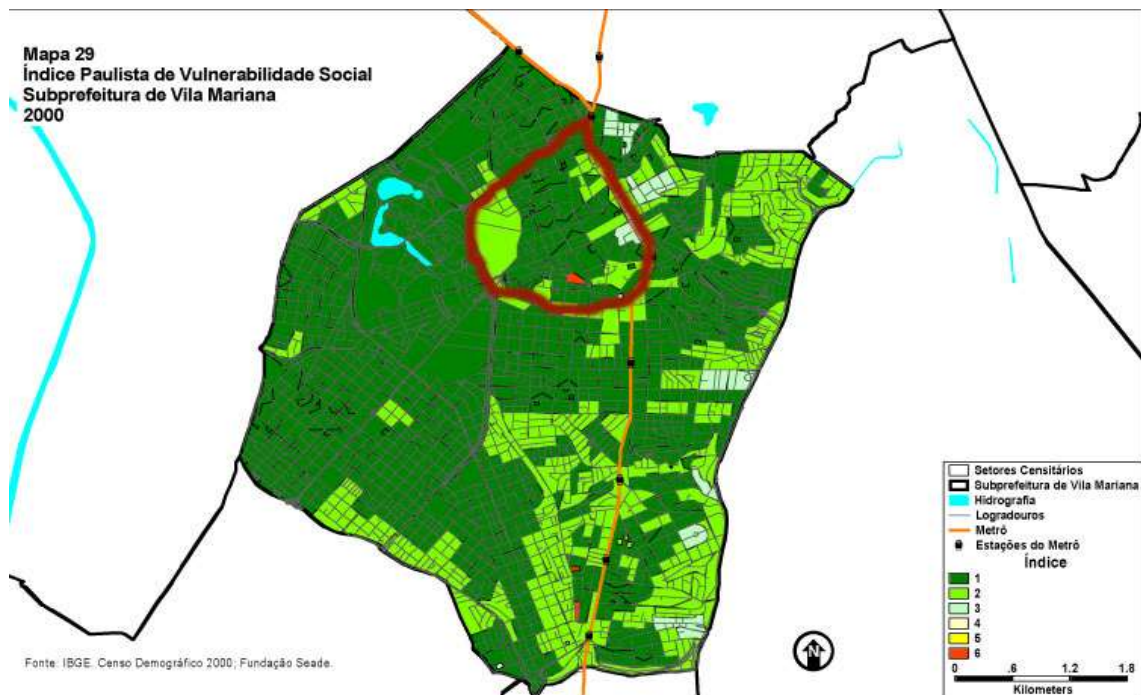 Mapa 29
Índice Paulista de Vulnerabilidade Social
Subprefeitura de Vila Mariana
2000
Setores Censitários
Subprefeitura de Vila Mariana
Hidrografia
Logradouros
Metrô
Estações do Metrô
Índice
1
2
3
4
5
6
N
0 .6 1.2 1.8
Kilometers
Fonte: IBGE. Censo Demográfico 2000; Fundação Seade.